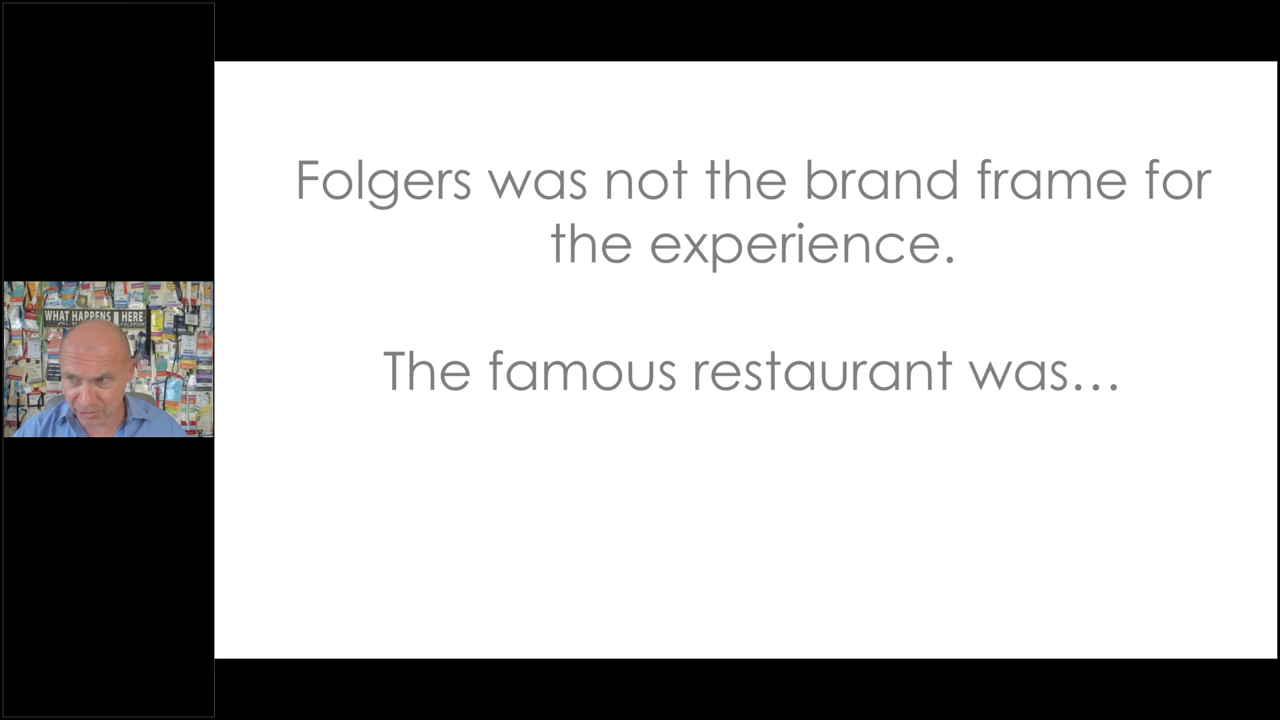 Folgers was not the brand frame for
the experience.
The famous restaurant was…
WHAT HAPPENS HERE